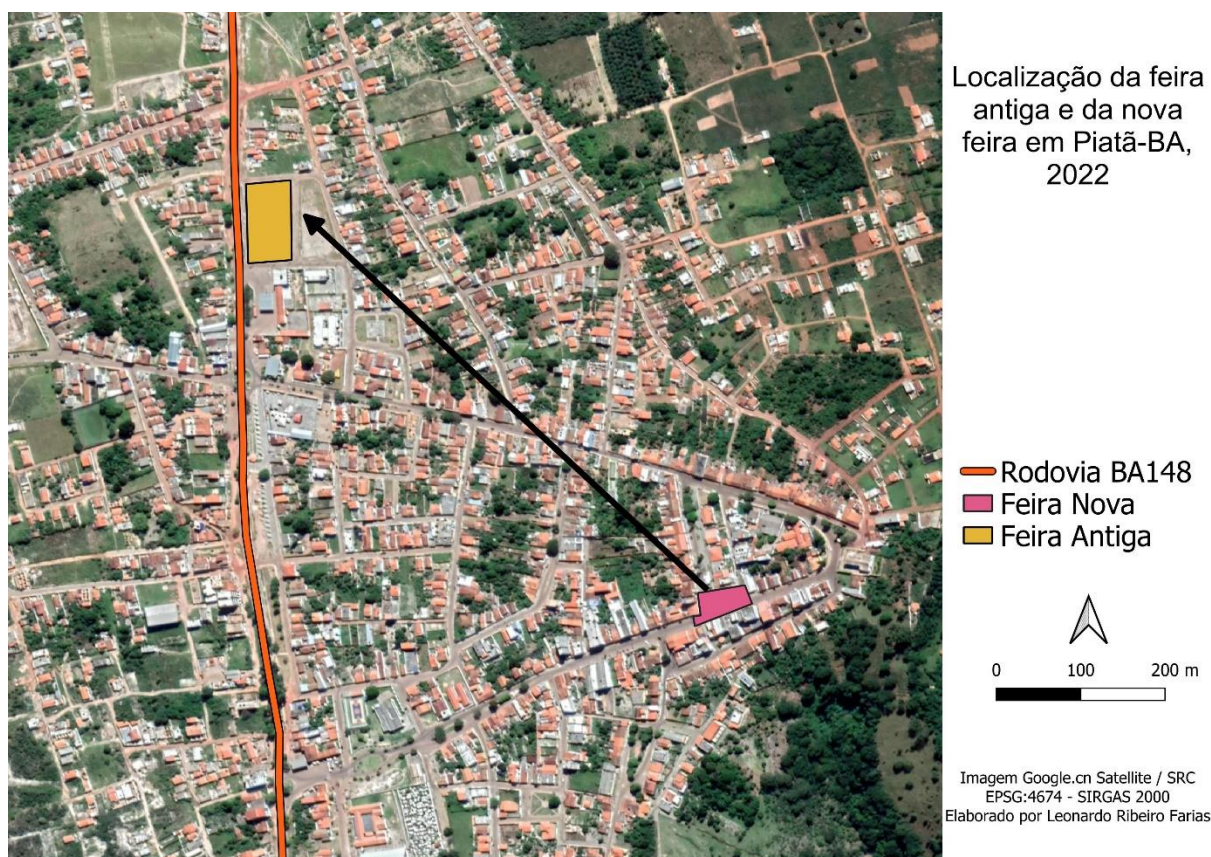 Localização da feira
antiga e da nova
feira em Piatã-BA,
2022
Rodovia BA148
Feira Nova
Feira Antiga
0 100 200 m
Imagem Google.cn Satellite / SRC
EPSG:4674 - SIRGAS 2000
Elaborado por Leonardo Ribeiro Farias